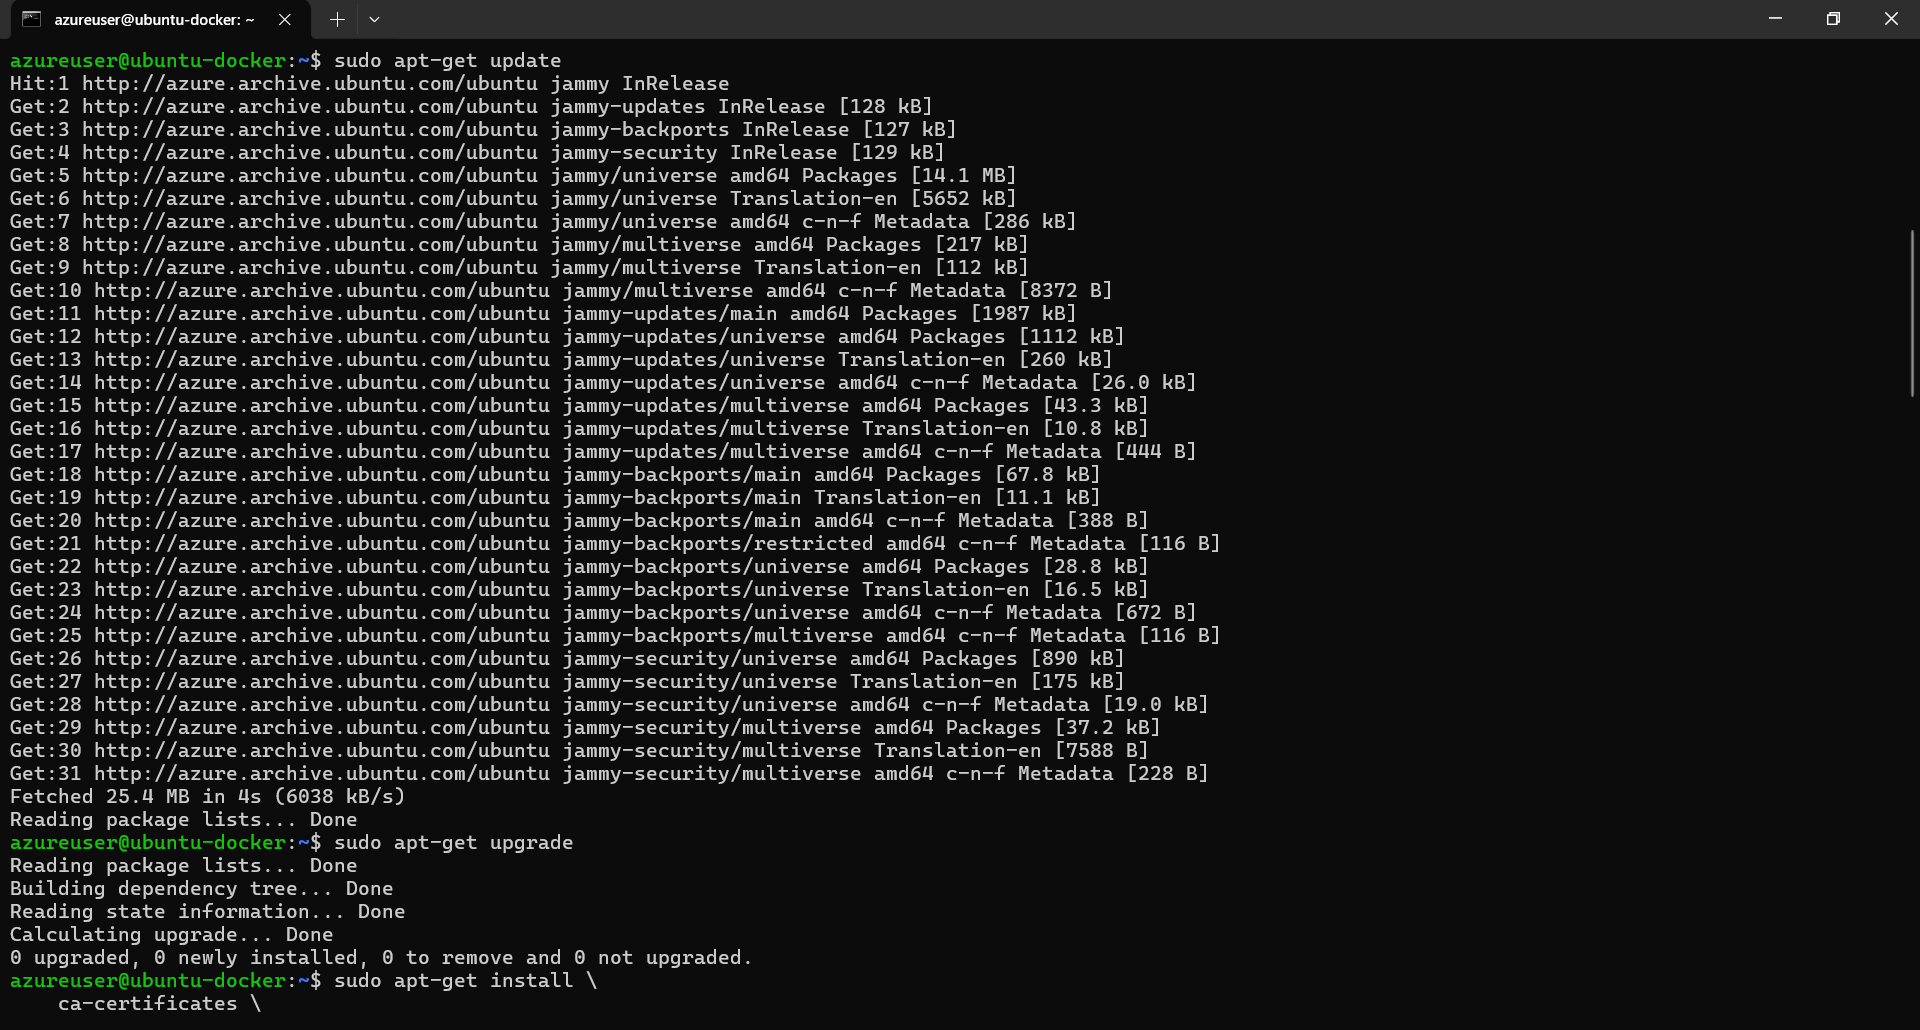 azureuser@ubuntu-docker: ~
azureuser@ubuntu-docker:~$ sudo apt-get update
Hit:1 http://azure.archive.ubuntu.com/ubuntu jammy InRelease
Get:2 http://azure.archive.ubuntu.com/ubuntu jammy-updates InRelease [128 kB]
Get:3 http://azure.archive.ubuntu.com/ubuntu jammy-backports InRelease [127 kB]
Get:4 http://azure.archive.ubuntu.com/ubuntu jammy-security InRelease [129 kB]
Get:5 http://azure.archive.ubuntu.com/ubuntu jammy/universe amd64 Packages [14.1 MB]
Get:6 http://azure.archive.ubuntu.com/ubuntu jammy/universe Translation-en [5652 kB]
Get:7 http://azure.archive.ubuntu.com/ubuntu jammy/universe amd64 c-n-f Metadata [286 kB]
Get:8 http://azure.archive.ubuntu.com/ubuntu jammy/multiverse amd64 Packages [217 kB]
Get:9 http://azure.archive.ubuntu.com/ubuntu jammy/multiverse Translation-en [112 kB]
Get:10 http://azure.archive.ubuntu.com/ubuntu jammy/multiverse amd64 c-n-f Metadata [8372 B]
Get:11 http://azure.archive.ubuntu.com/ubuntu jammy-updates/main amd64 Packages [1987 kB]
Get:12 http://azure.archive.ubuntu.com/ubuntu jammy-updates/universe amd64 Packages [1112 kB]
Get:13 http://azure.archive.ubuntu.com/ubuntu jammy-updates/universe Translation-en [260 kB]
Get:14 http://azure.archive.ubuntu.com/ubuntu jammy-updates/universe amd64 c-n-f Metadata [26.0 kB]
Get:15 http://azure.archive.ubuntu.com/ubuntu jammy-updates/multiverse amd64 Packages [43.3 kB]
Get:16 http://azure.archive.ubuntu.com/ubuntu jammy-updates/multiverse Translation-en [10.8 kB]
Get:17 http://azure.archive.ubuntu.com/ubuntu jammy-updates/multiverse amd64 c-n-f Metadata [444 B]
Get:18 http://azure.archive.ubuntu.com/ubuntu jammy-backports/main amd64 Packages [67.8 kB]
Get:19 http://azure.archive.ubuntu.com/ubuntu jammy-backports/main Translation-en [11.1 kB]
Get:20 http://azure.archive.ubuntu.com/ubuntu jammy-backports/main amd64 c-n-f Metadata [388 B]
Get:21 http://azure.archive.ubuntu.com/ubuntu jammy-backports/restricted amd64 c-n-f Metadata [116 B]
Get:22 http://azure.archive.ubuntu.com/ubuntu jammy-backports/universe amd64 Packages [28.8 kB]
Get:23 http://azure.archive.ubuntu.com/ubuntu jammy-backports/universe Translation-en [16.5 kB]
Get:24 http://azure.archive.ubuntu.com/ubuntu jammy-backports/universe amd64 c-n-f Metadata [672 B]
Get:25 http://azure.archive.ubuntu.com/ubuntu jammy-backports/multiverse amd64 c-n-f Metadata [116 B]
Get:26 http://azure.archive.ubuntu.com/ubuntu jammy-security/universe amd64 Packages [890 kB]
Get:27 http://azure.archive.ubuntu.com/ubuntu jammy-security/universe Translation-en [175 kB]
Get:28 http://azure.archive.ubuntu.com/ubuntu jammy-security/universe amd64 c-n-f Metadata [19.0 kB]
Get:29 http://azure.archive.ubuntu.com/ubuntu jammy-security/multiverse amd64 Packages [37.2 kB]
Get:30 http://azure.archive.ubuntu.com/ubuntu jammy-security/multiverse Translation-en [7588 B]
Get:31 http://azure.archive.ubuntu.com/ubuntu jammy-security/multiverse amd64 c-n-f Metadata [228 B]
Fetched 25.4 MB in 4s (6038 kB/s)
Reading package lists... Done
azureuser@ubuntu-docker:~$ sudo apt-get upgrade
Reading package lists... Done
Building dependency tree... Done
Reading state information... Done
Calculating upgrade... Done
0 upgraded, 0 newly installed, 0 to remove and 0 not upgraded.
azureuser@ubuntu-docker:~$ sudo apt-get install \
    ca-certificates \